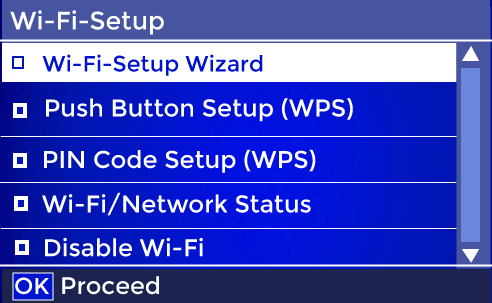 Wi-Fi-Setup
Wi-Fi-Setup Wizard
Push Button Setup (WPS)
PIN Code Setup (WPS)
Wi-Fi/Network Status
Disable Wi-Fi
OK Proceed